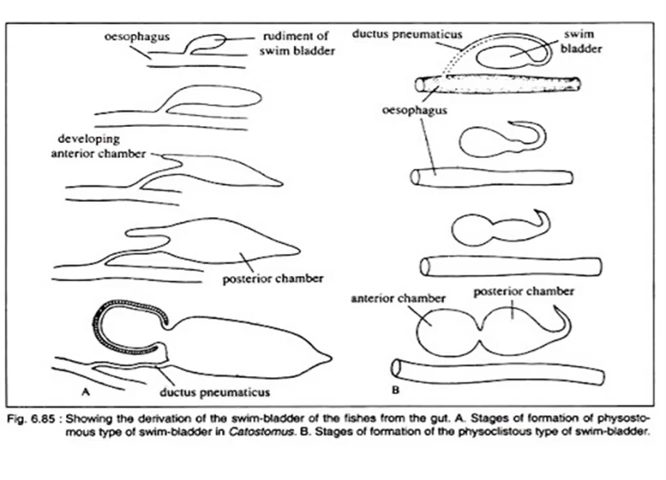 oesophagus
rudiment of
swim bladder
developing
anterior chamber
posterior chamber
A
ductus pneumaticus
ductus pneumaticus
swim
bladder
oesophagus
anterior chamber
posterior chamber
B
Fig. 6.85 : Showing the derivation of the swim-bladder of the fishes from the gut. A. Stages of formation of physosto-
mous type of swim-bladder in Catostomus. B. Stages of formation of the physoclistous type of swim-bladder.